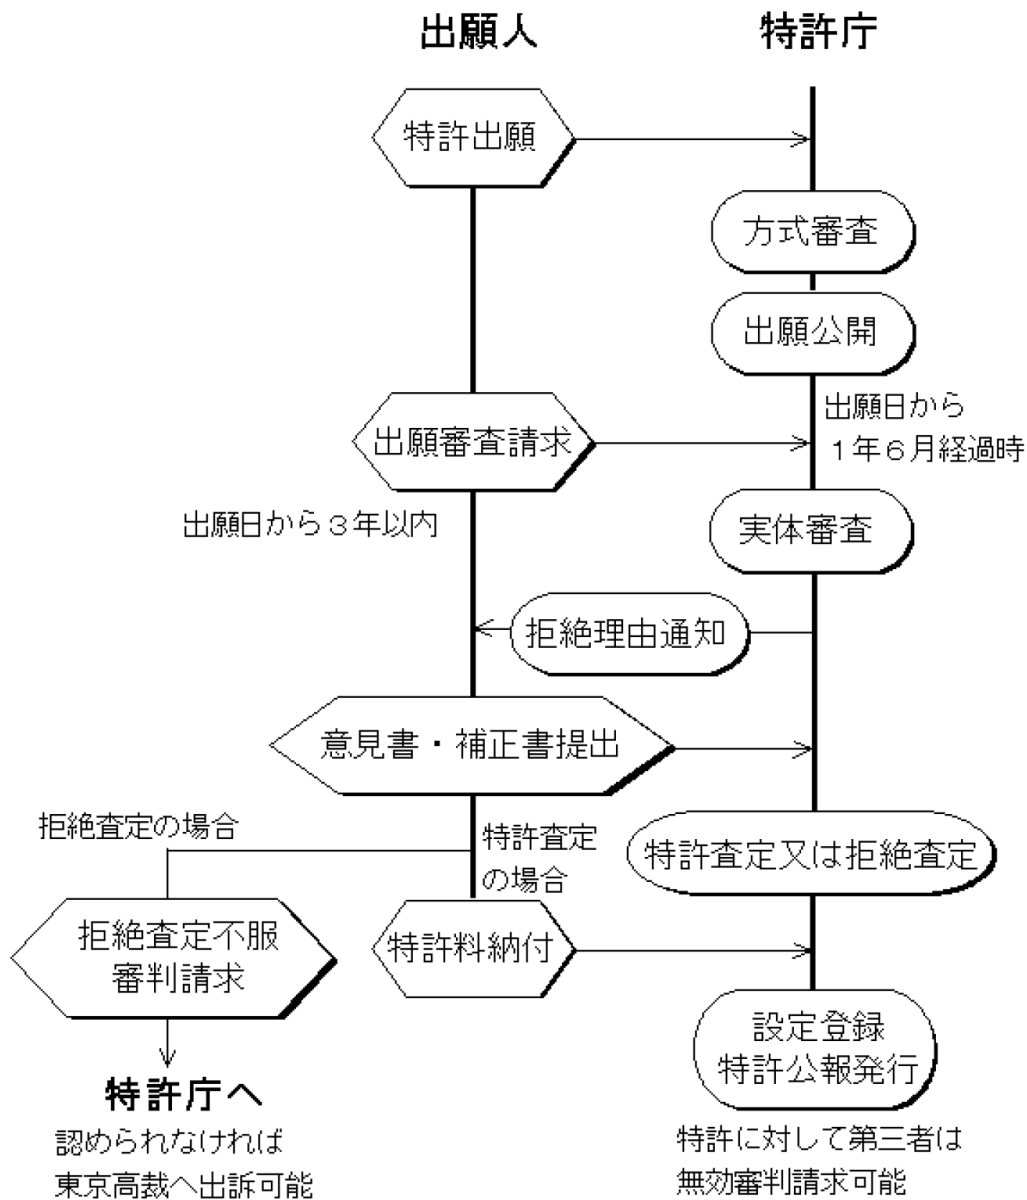 出願人
特許庁
特許出願
方式審査
出願公開
出願日から
１年６月経過時
出願審査請求
出願日から３年以内
実体審査
拒絶理由通知
意見書・補正書提出
拒絶査定の場合
特許査定
の場合
特許査定又は拒絶査定
拒絶査定不服
審判請求
特許料納付
設定登録
特許公報発行
特許庁へ
認められなければ
東京高裁へ出訴可能
特許に対して第三者は
無効審判請求可能